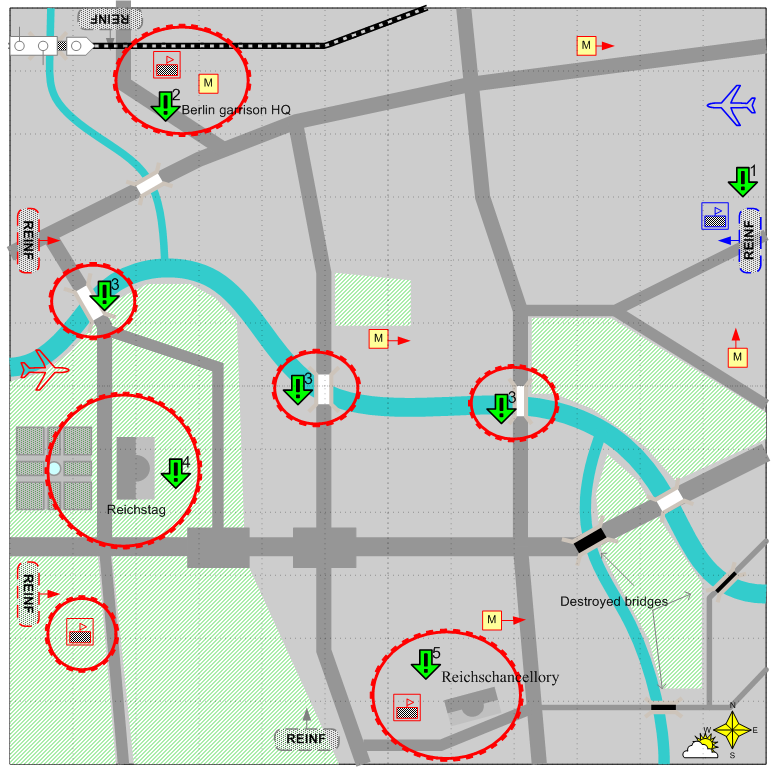 REINF
M
M
2
Berlin garrison HQ
1
REINF
REINF
3
M
M
3
3
4
Reichstag
REINF
Destroyed bridges
M
5
Reichschancellory
REINF
N
W
E
S